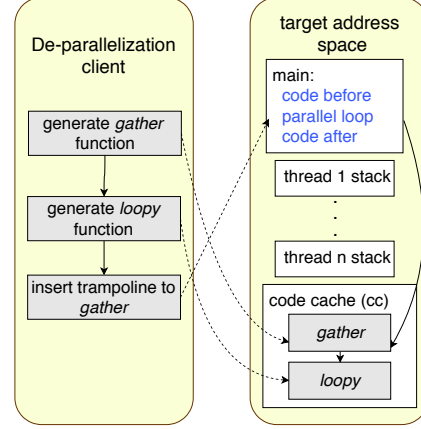 De-parallelization
client
generate gather
function
generate loopy
function
insert trampoline to
gather
target address
space
main:
code before
parallel loop
code after
thread 1 stack
thread n stack
code cache (cc)
gather
loopy